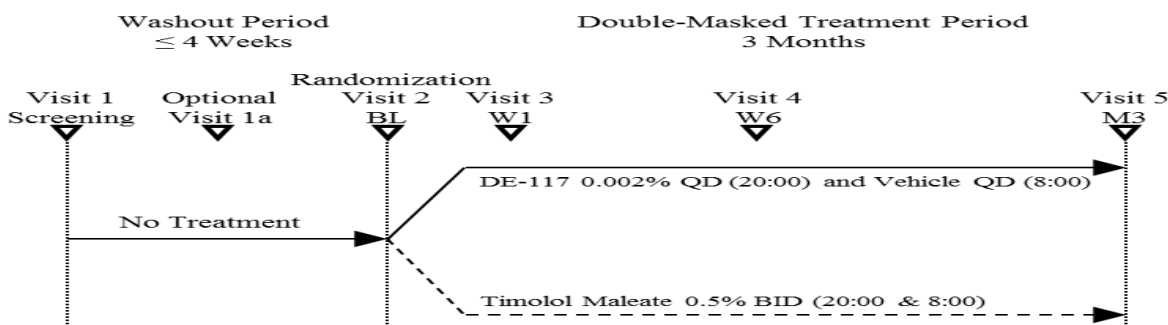 Washout Period
≤ 4 Weeks
Double-Masked Treatment Period
3 Months
Randomization
Visit 1
Screening
Optional
Visit 1a
Visit 2
BL
Visit 3
W1
Visit 4
W6
Visit 5
M3
DE-117 0.002% QD (20:00) and Vehicle QD (8:00)
No Treatment
Timolol Maleate 0.5% BID (20:00 & 8:00)